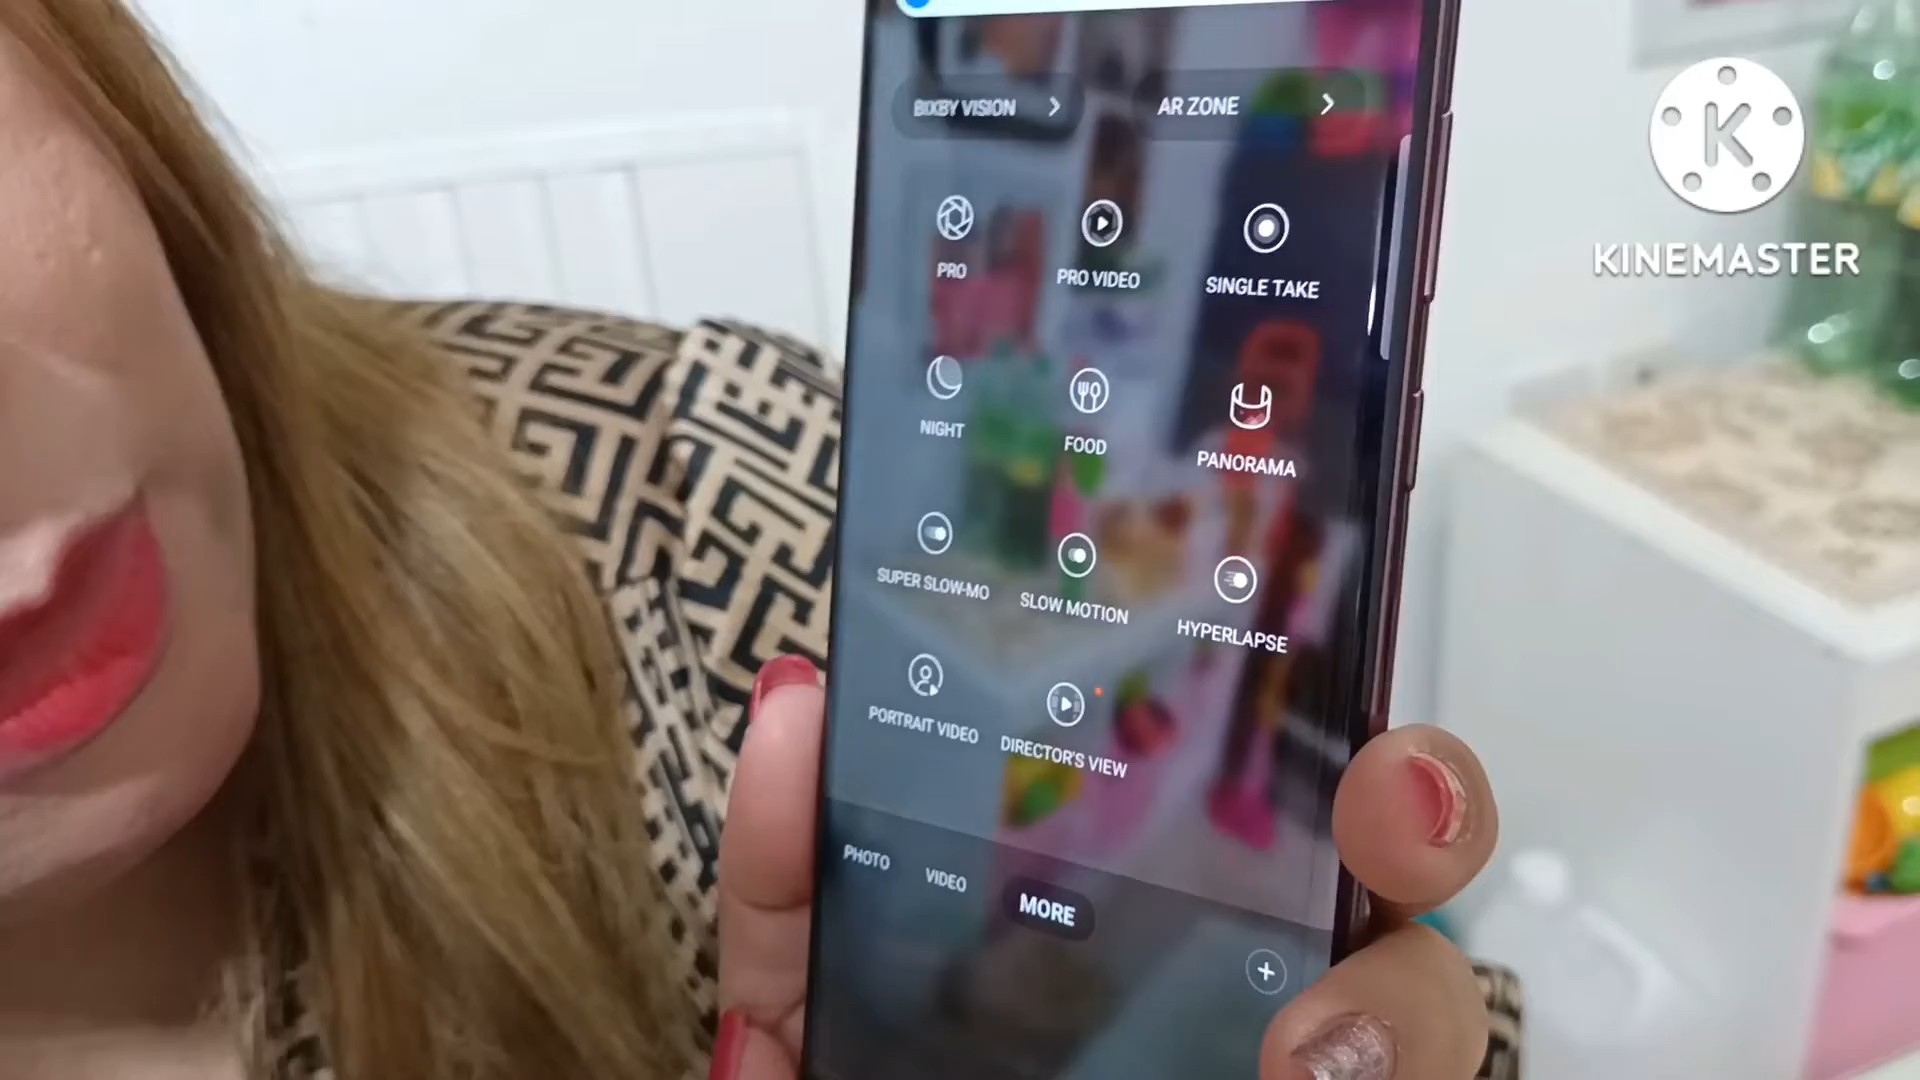 BIXBY VISION
AR ZONE
PRO
PRO VIDEO
SINGLE TAKE
NIGHT
FOOD
PANORAMA
SUPER SLOW-MO
SLOW MOTION
HYPERLAPSE
PORTRAIT VIDEO
DIRECTOR'S VIEW
PHOTO
VIDEO
MORE
K
KINEMASTER